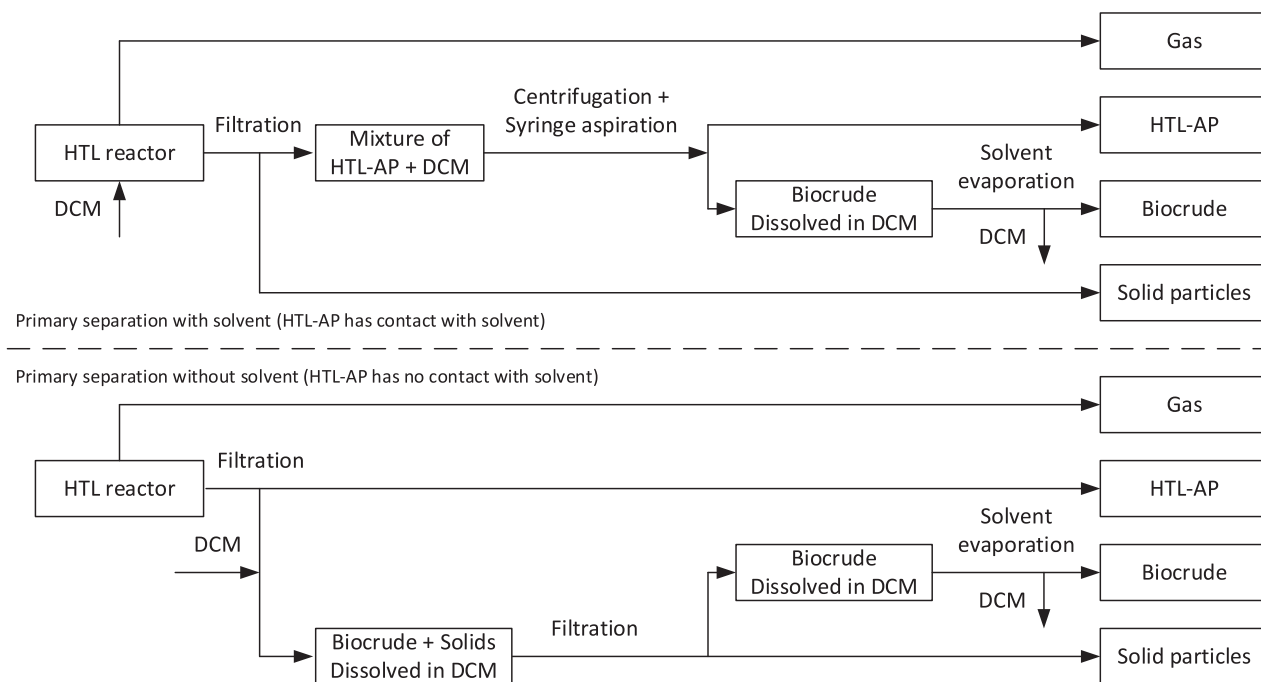 Gas
Centrifugation +
Syringe aspiration
Filtration
HTL-AP
HTL reactor
Mixture of
HTL-AP + DCM
Solvent
evaporation
DCM
Biocrude
Dissolved in DCM
Biocrude
DCM
Solid particles
Primary separation with solvent (HTL-AP has contact with solvent)
Primary separation without solvent (HTL-AP has no contact with solvent)
Gas
Filtration
HTL reactor
HTL-AP
Solvent
evaporation
DCM
Biocrude
Dissolved in DCM
Biocrude
DCM
Filtration
Biocrude + Solids
Dissolved in DCM
Solid particles